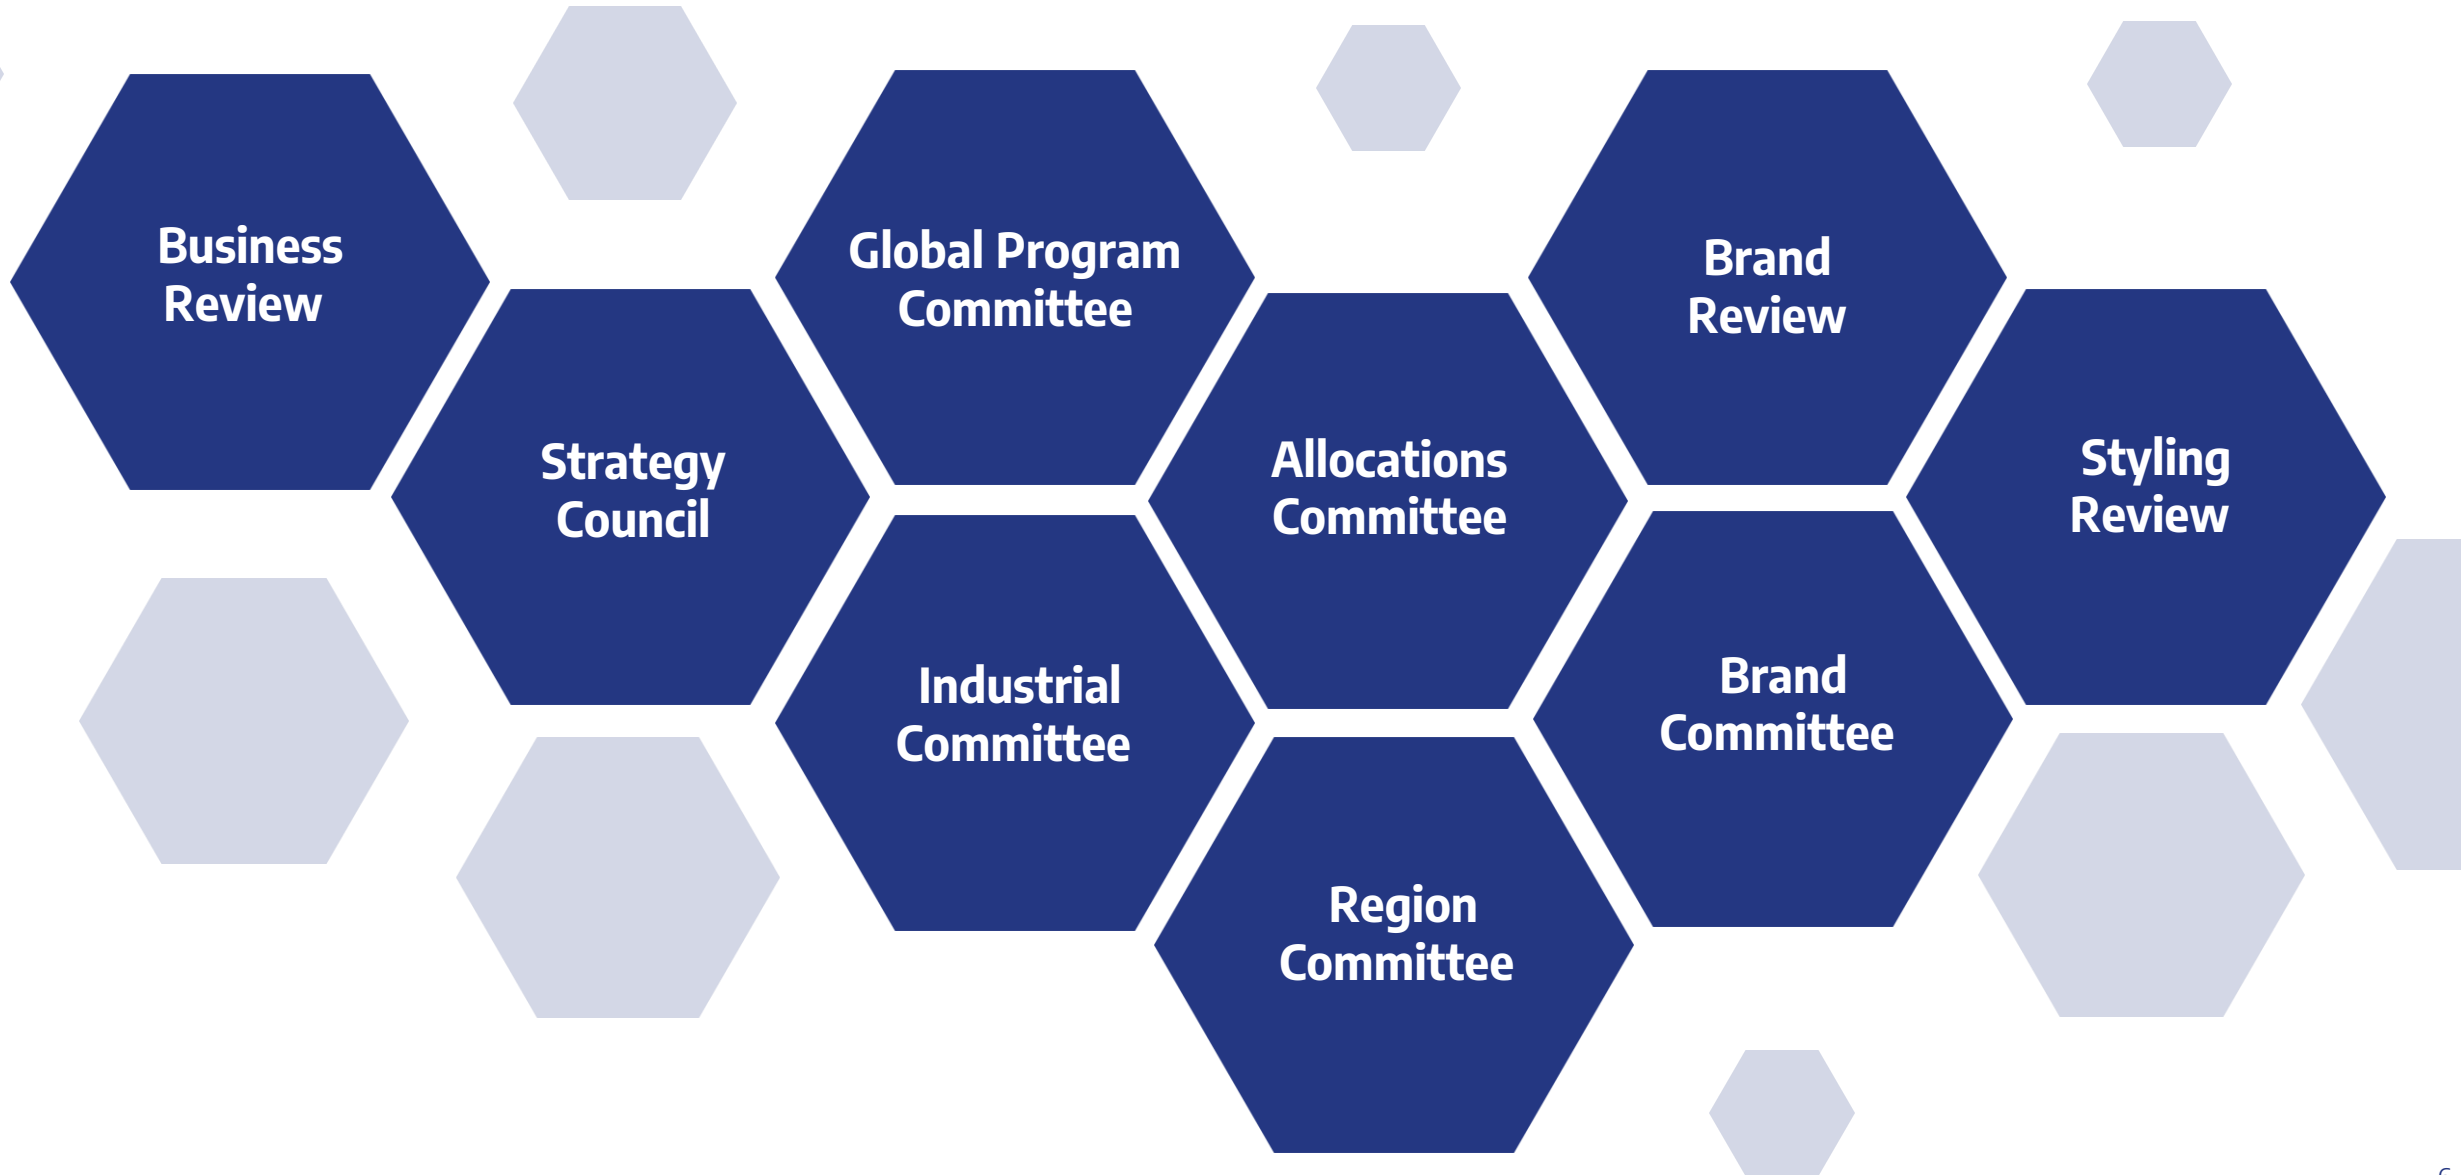 Business
Review
Strategy
Council
Global Program
Committee
Industrial
Committee
Allocations
Committee
Region
Committee
Brand
Review
Brand
Committee
Styling
Review